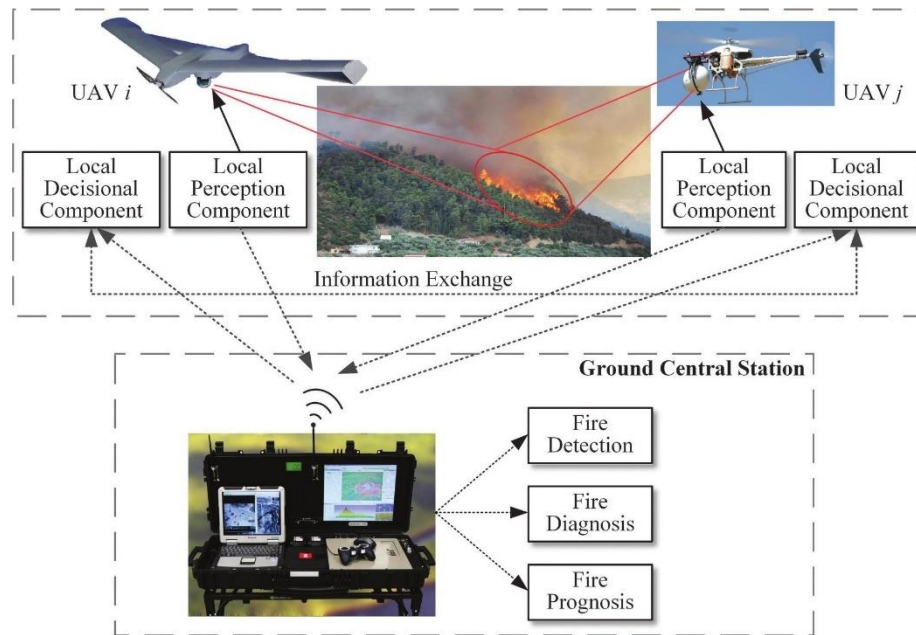 UAV i
UAV j
Local
Decisional
Component
Local
Perception
Component
Local
Perception
Component
Local
Decisional
Component
Information Exchange
Ground Central Station
Fire
Detection
Fire
Diagnosis
Fire
Prognosis